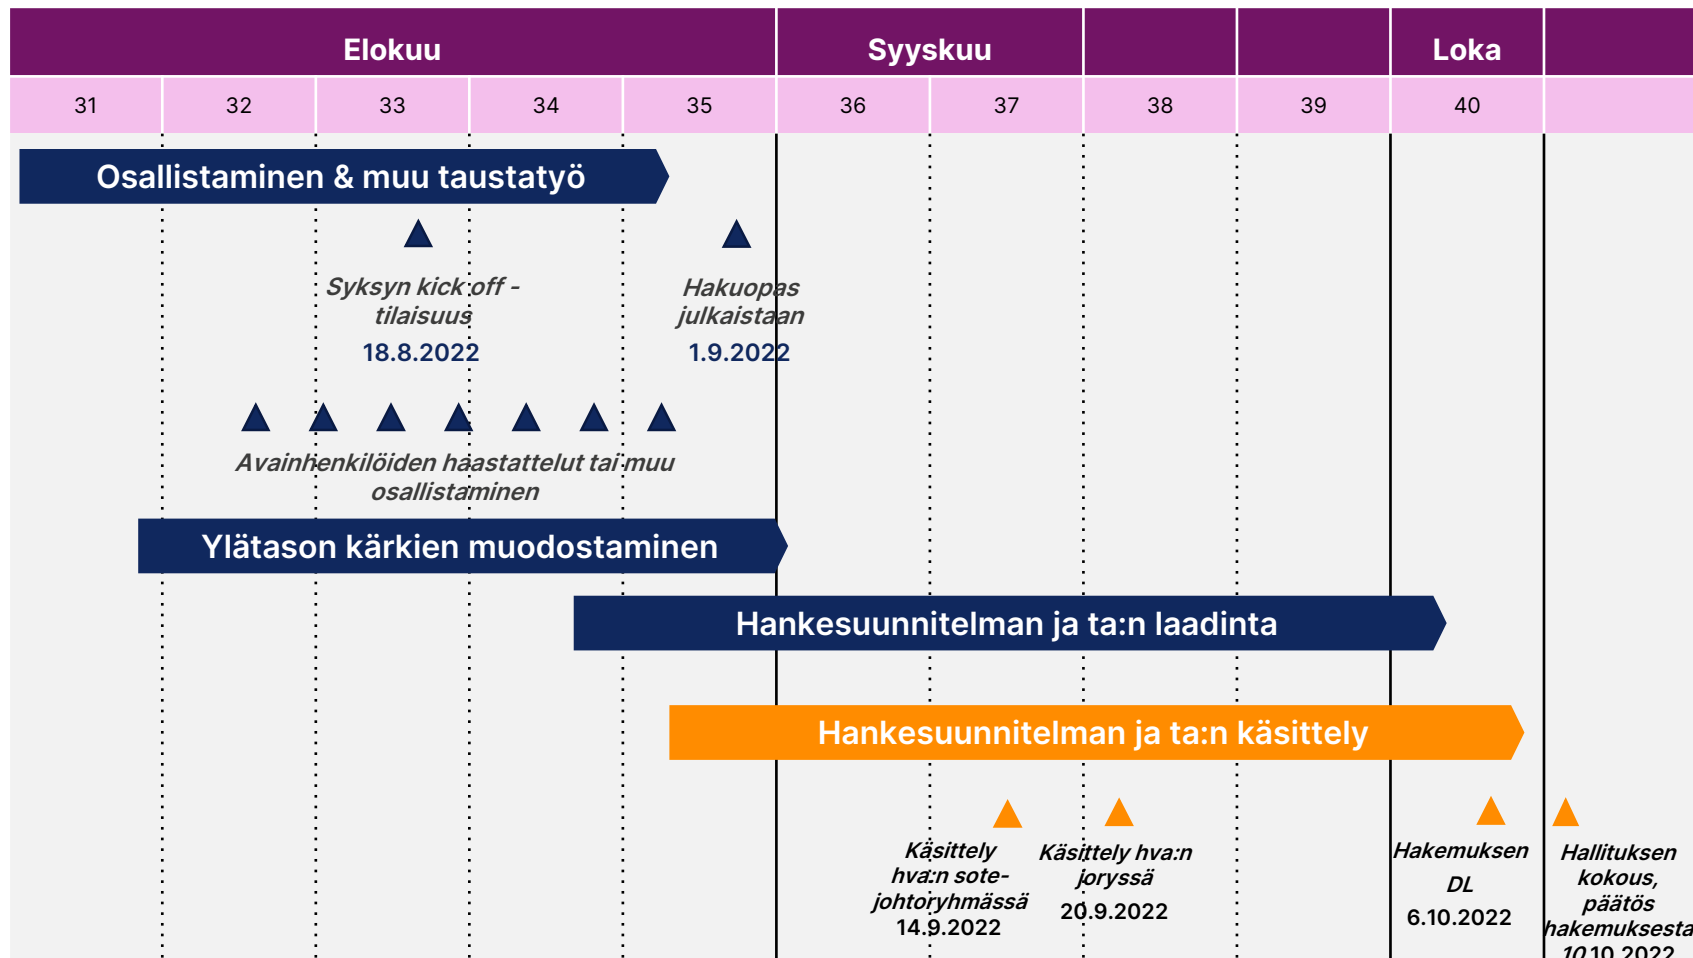 Elokuu
Syyskuu
Loka
31
32
33
34
35
36
37
38
39
40
Osallistaminen & muu taustatyö
Syksyn kick off -
tilaisuus
18.8.2022
Hakuopas
julkaistaan
1.9.2022
Avainhenkilöiden haastattelut tai muu
osallistaminen
Ylätason kärkien muodostaminen
Hankesuunnitelman ja ta:n laadinta
Hankesuunnitelman ja ta:n käsittely
Käsittely
hva:n sote-
johtoryhmässä
14.9.2022
Käsittely hva:n
joryssä
20.9.2022
Hakemuksen
DL
6.10.2022
Hallituksen
kokous,
päätös
hakemuksesta
10.10.2022